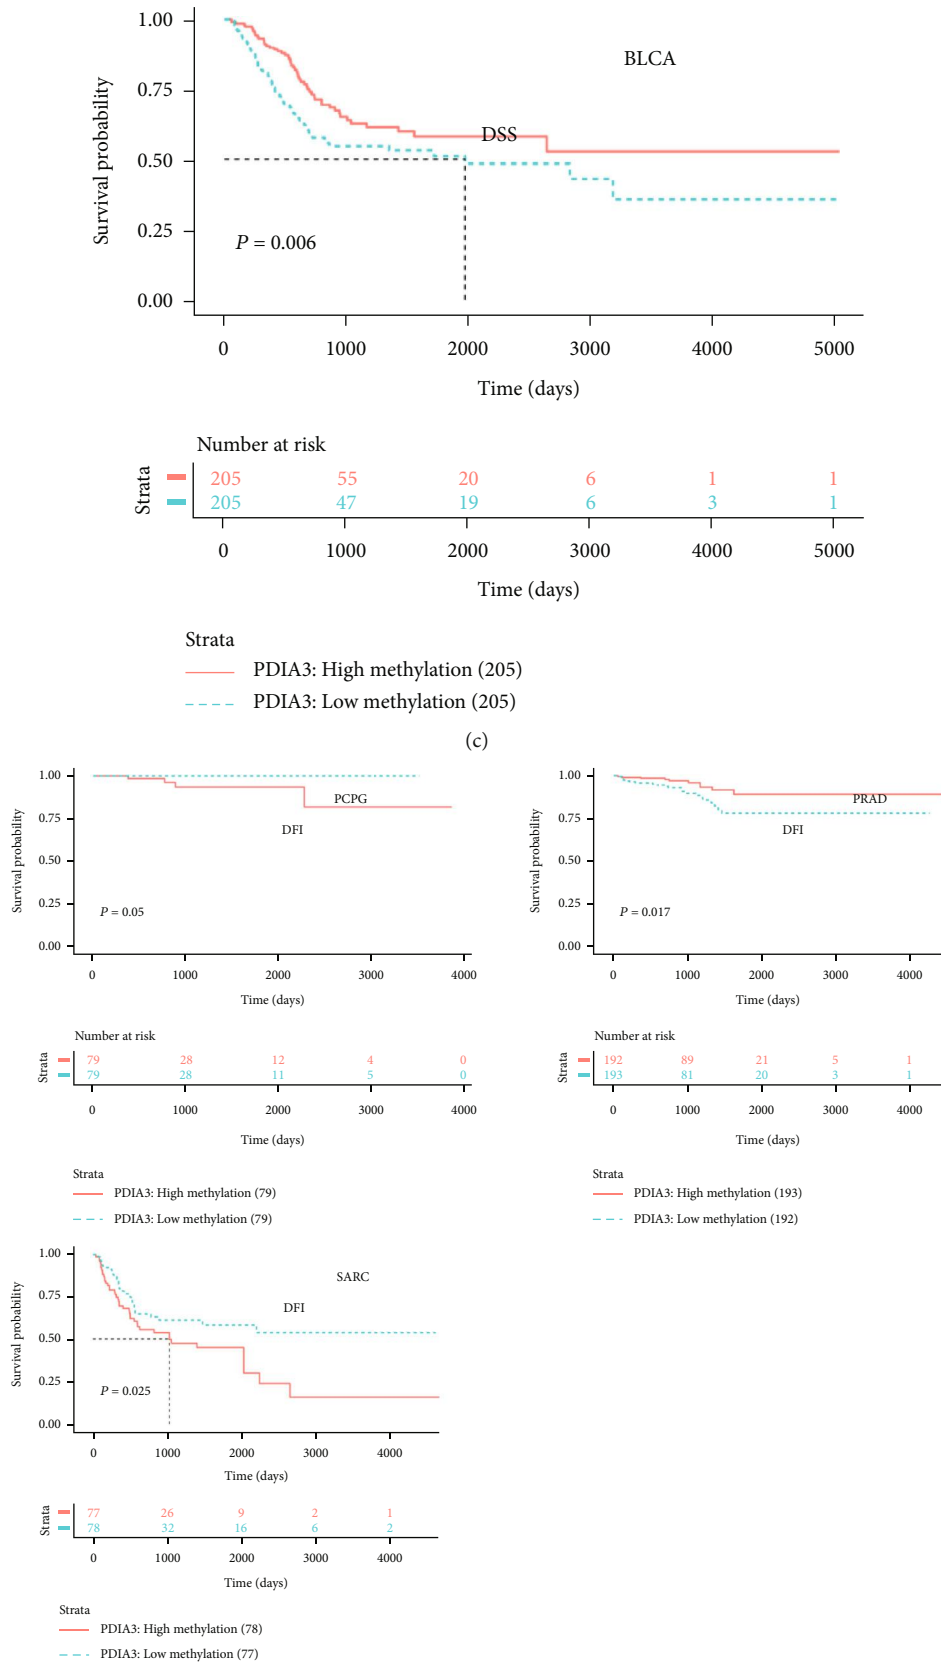 1.00
BLCA
0.75
DSS
0.50
0.25
P = 0.006
0.00
Survival probability
0 1000 2000 3000 4000 5000
Time (days)
Number at risk
Strata
205 55 20 6 1 1
205 47 19 6 3 1
0 1000 2000 3000 4000 5000
Time (days)
Strata
PDIA3: High methylation (205)
PDIA3: Low methylation (205)
(c)
1.00
PCPG
0.75
DFI
0.50
0.25
P = 0.05
0.00
Survival probability
0 1000 2000 3000 4000
Time (days)
Number at risk
Strata
79 28 12 4 0
79 28 11 5 0
0 1000 2000 3000 4000
Time (days)
Strata
PDIA3: High methylation (79)
PDIA3: Low methylation (79)
1.00
PRAD
0.75
DFI
0.50
0.25
P = 0.017
0.00
Survival probability
0 1000 2000 3000 4000
Time (days)
Number at risk
Strata
192 89 21 5 1
193 81 20 3 1
0 1000 2000 3000 4000
Time (days)
Strata
PDIA3: High methylation (193)
PDIA3: Low methylation (192)
1.00
SARC
0.75
DFI
0.50
0.25
P = 0.025
0.00
Survival probability
0 1000 2000 3000 4000
Time (days)
Strata
77 26 9 2 1
78 32 16 6 2
0 1000 2000 3000 4000
Time (days)
Strata
PDIA3: High methylation (78)
PDIA3: Low methylation (77)